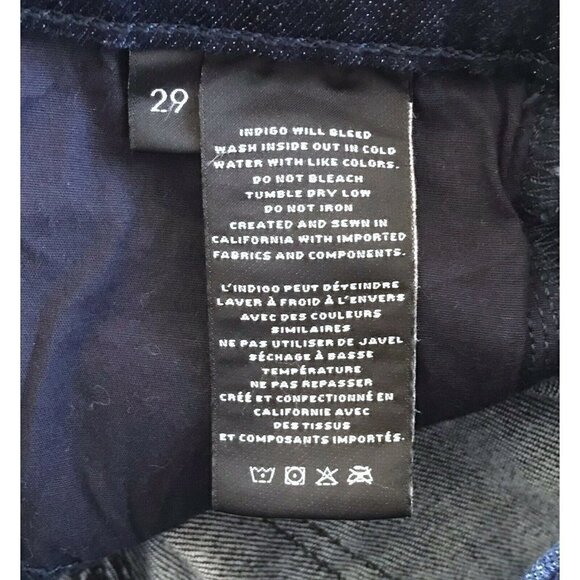 29
INDIGO WILL BLEED
WASH INSIDE OUT IN COLD
WATER WITH LIKE COLORS.
DO NOT BLEACH
TUMBLE DRY LOW
DO NOT IRON
CREATED AND SEWN IN
CALIFORNIA WITH IMPORTED
FABRICS AND COMPONENTS.
L'INDIGO PEUT DÉTEINDRE
LAVER À FROID À L'ENVERS
AVEC DES COULEURS
SIMILAIRES
NE PAS UTILISER DE JAVEL
SÉCHAGE À BASSE
TEMPÉRATURE
NE PAS REPASSER
CRÉÉ ET CONFECTIONNÉ EN
CALIFORNIE AVEC
DES TISSUS
ET COMPOSANTS IMPORTÉS.